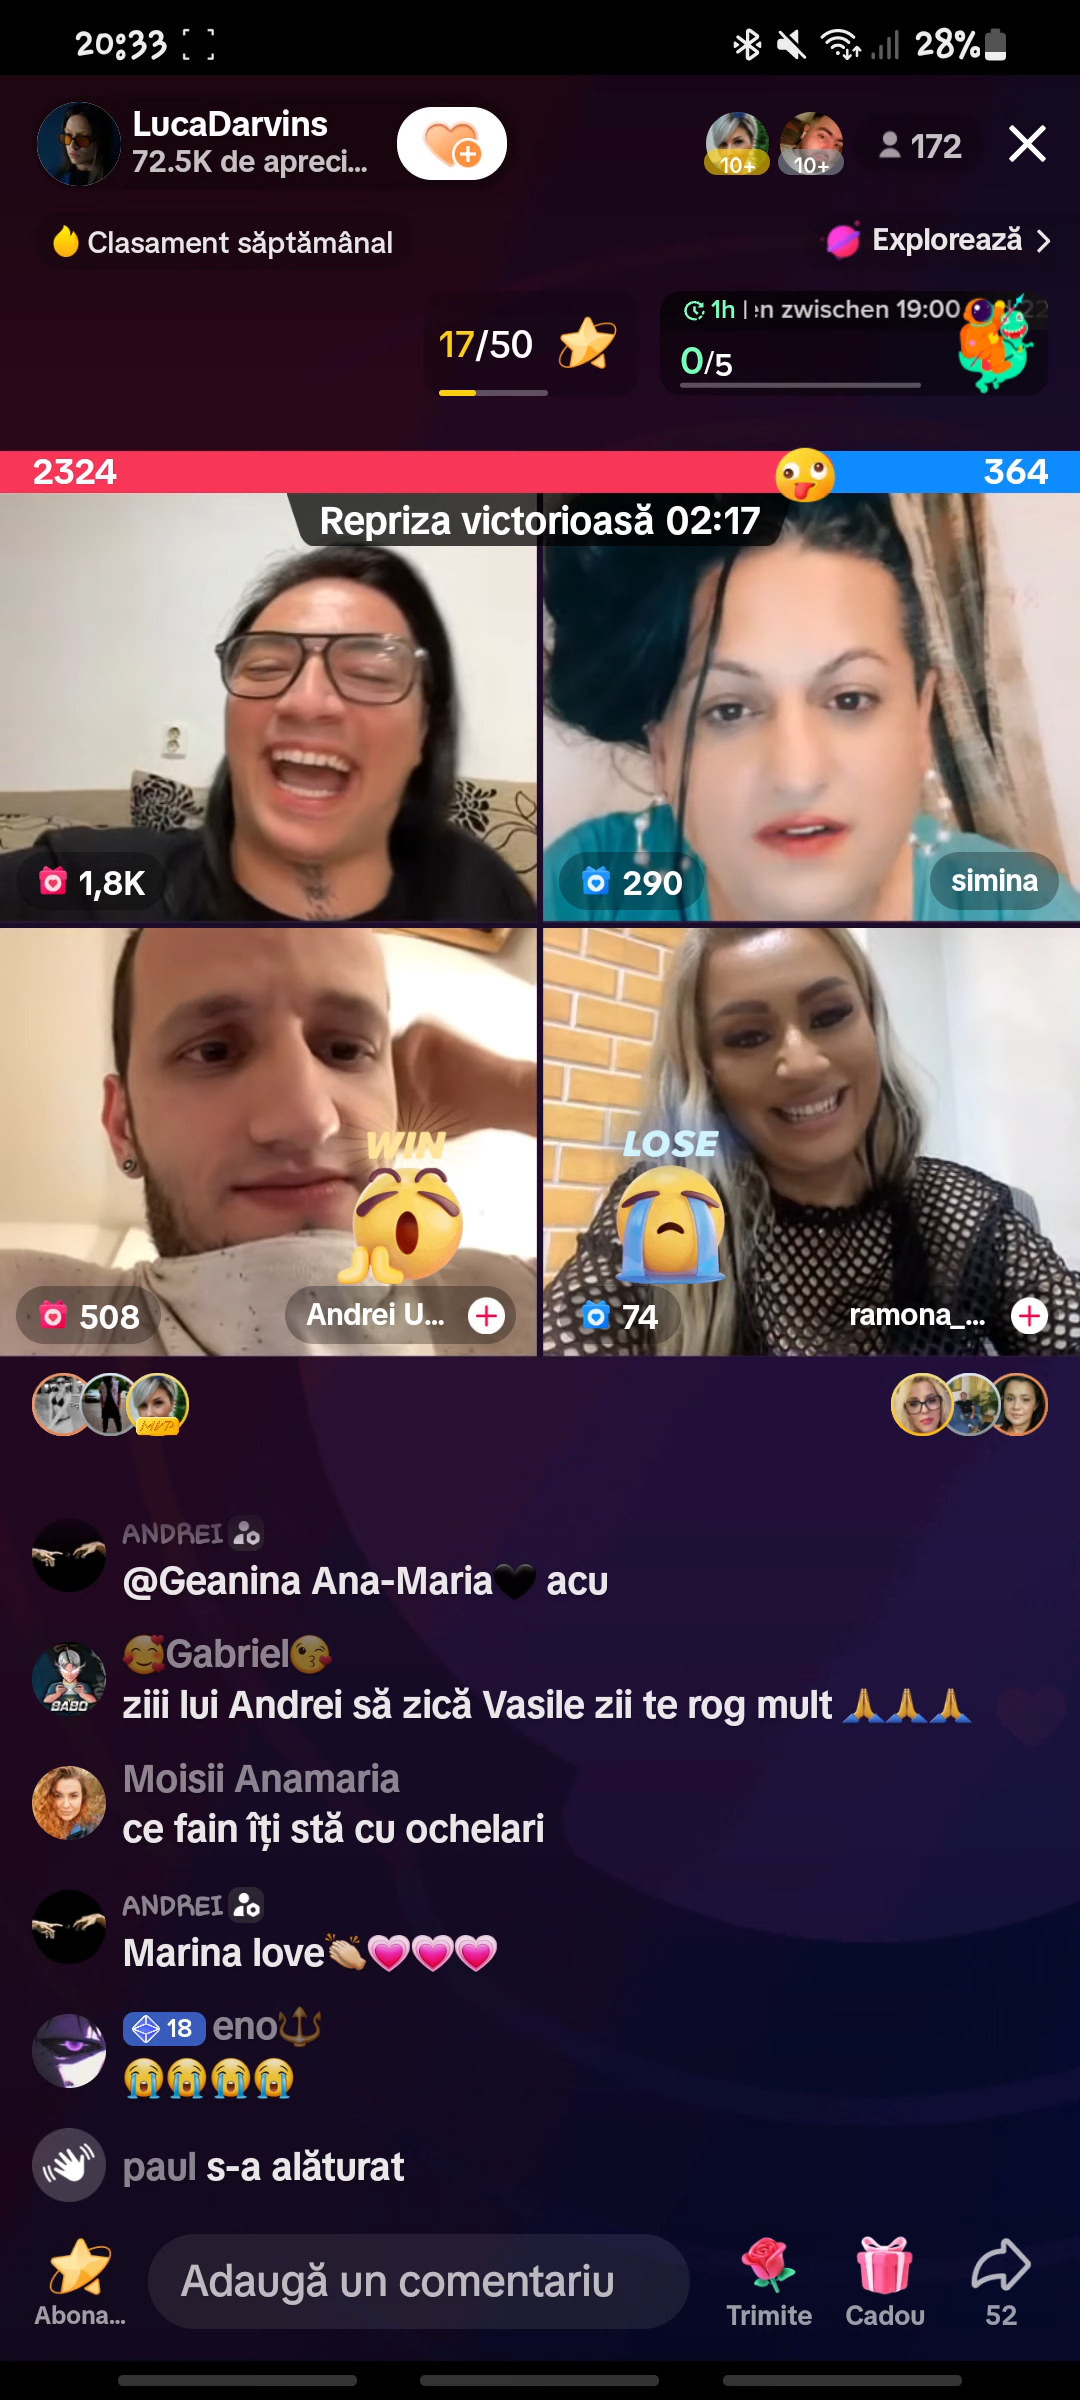 20:33
28%
LucaDarvins
72.5K de apreci...
10+
10+
172
Clasament săptămânal
Explorează
17/50
1h | en zwischen 19:00
0/5
2324
364
Repriza victorioasă 02:17
1,8K
290
simina
WIN
LOSE
508
Andrei U...
74
ramona_...
MVP
ANDREI
@Geanina Ana-Maria🖤 acu
🥰Gabriel😘
ziii lui Andrei să zică Vasile zii te rog mult 🙏🙏🙏
BABO
Moisii Anamaria
ce fain îți stă cu ochelari
ANDREI
Marina love👏💗💗💗
18 eno🔱
😭😭😭😭
paul s-a alăturat
Abona...
Adaugă un comentariu
Trimite
Cadou
52